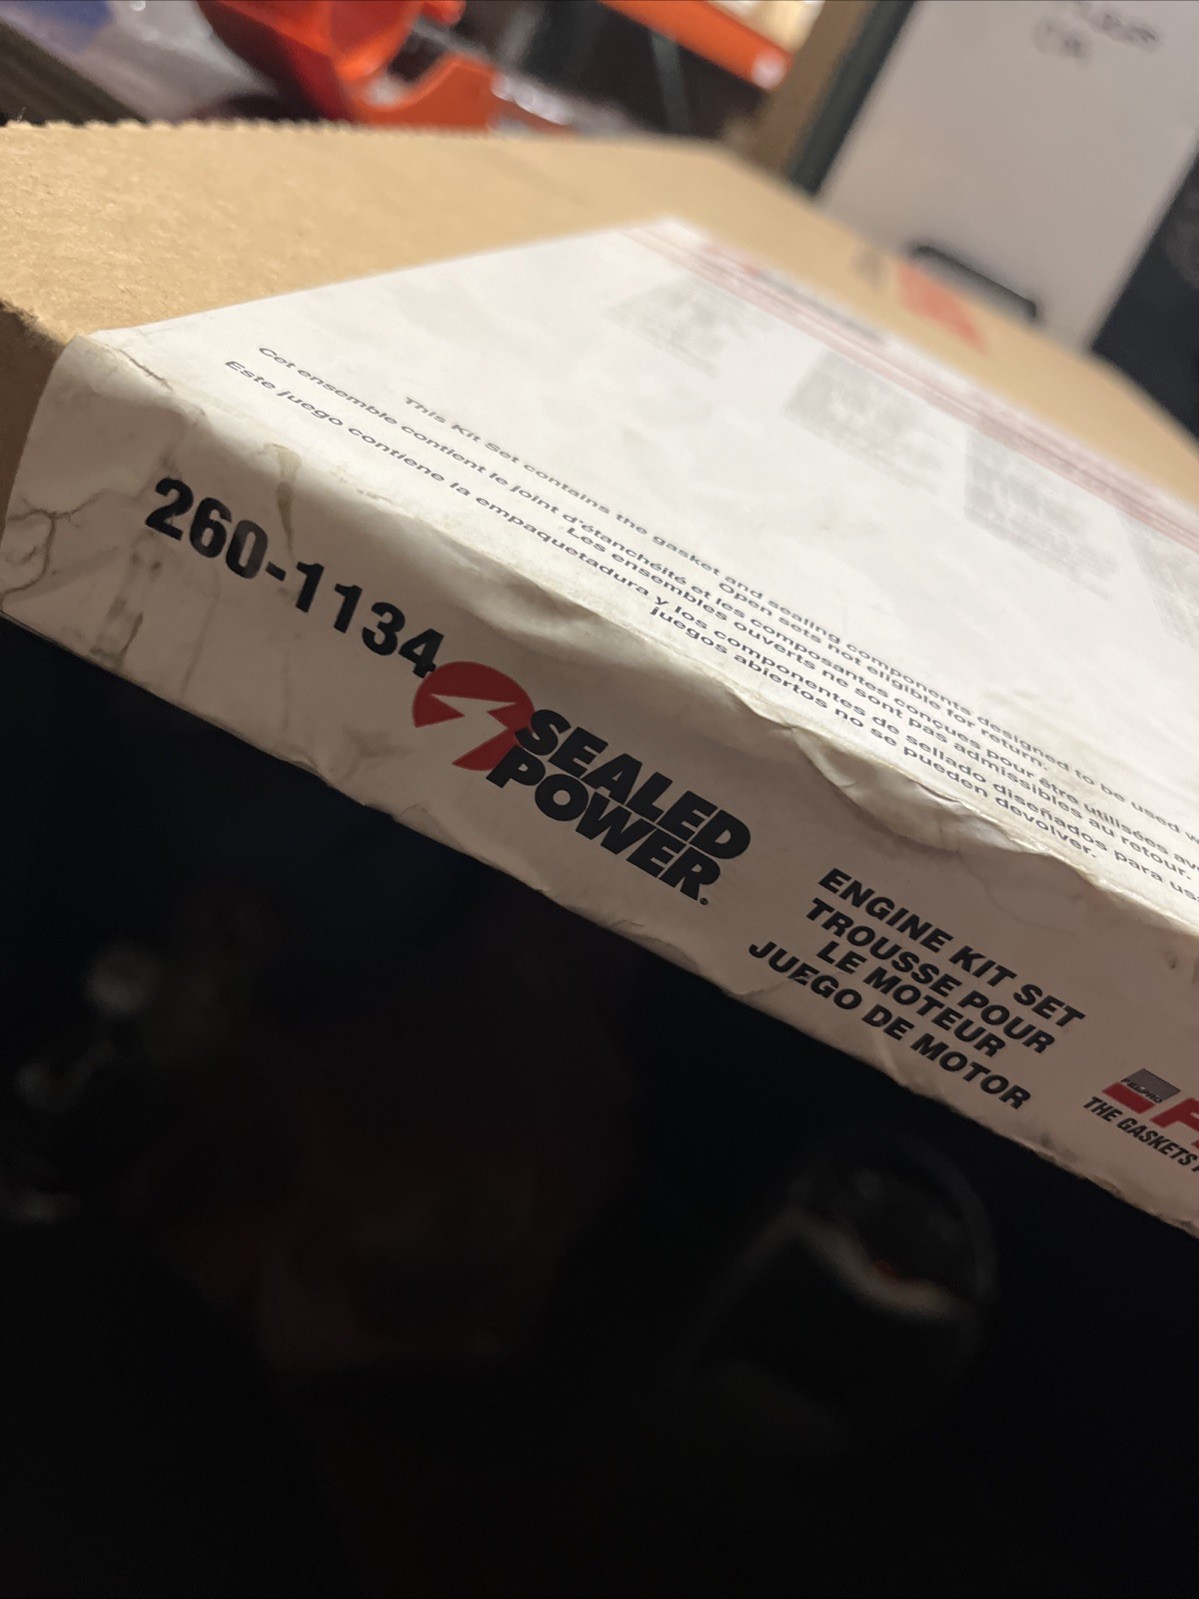 This Kit Set contains the gasket and sealing components designed to be used
Open sets not eligible for return.
Cet ensemble contient le joint d'étanchéité et les composantes conçues pour être utilisées
Les ensembles ouverts ne sont pas admissibles au retour.
Este juego contiene la empaquetadura y los componentes de sellado diseñados para
juegos abiertos no se pueden devolver.
260-1134
SEALED
POWER®
ENGINE KIT SET
TROUSSE POUR
LE MOTEUR
JUEGO DE MOTOR
FEL-PRO
THE GASKETS